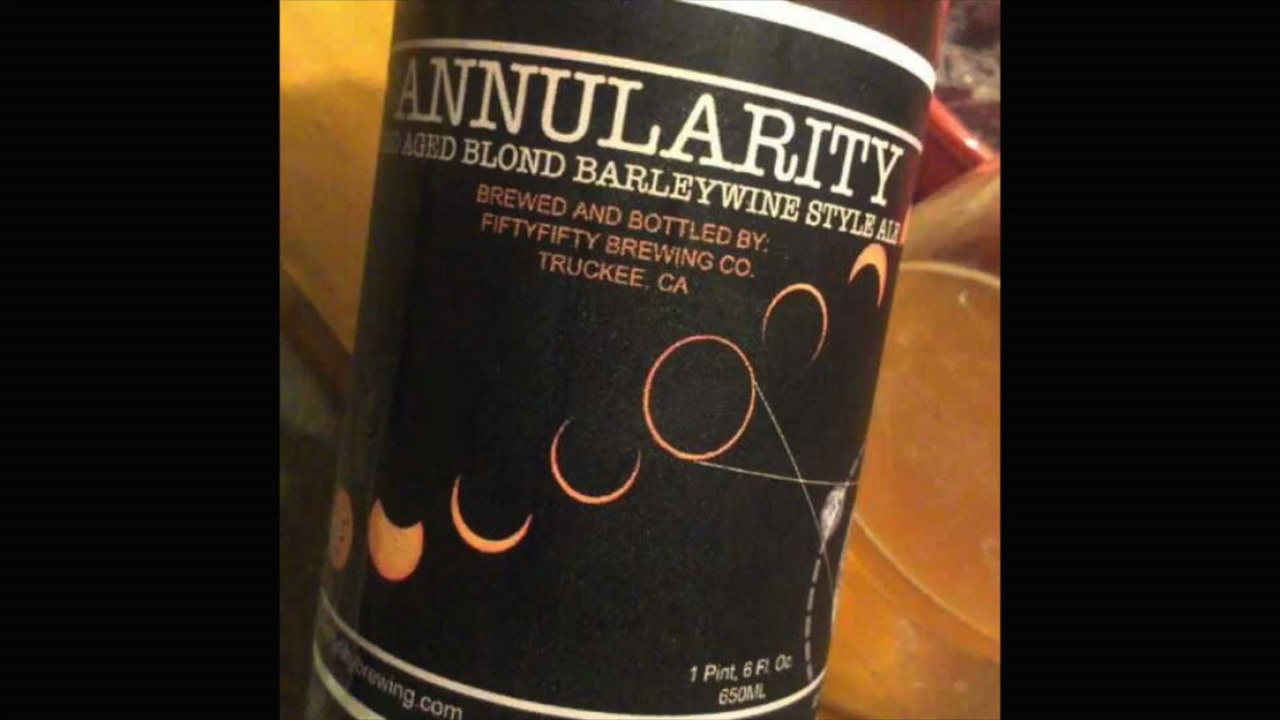 ANNULARITY
AGED BLOND BARLEYWINE STYLE ALE
BREWED AND BOTTLED BY:
FIFTYFIFTY BREWING CO.
TRUCKEE, CA
1 Pint, 6 Fl. Oz.
650ML
brewing.com